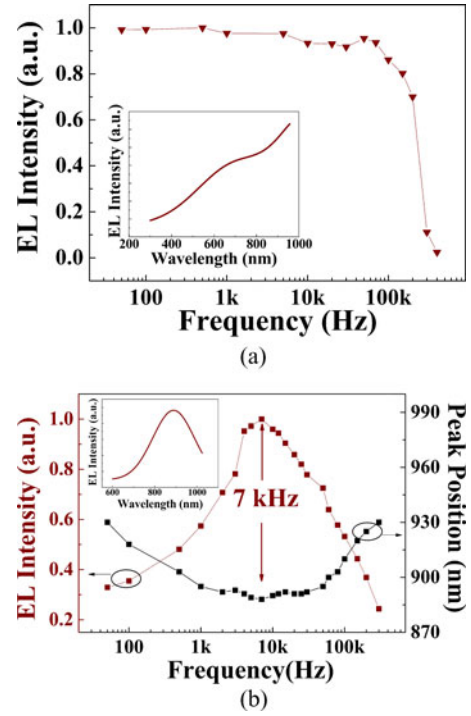 1.0
0.8
0.6
0.4
0.2
0.0
EL Intensity (a.u.)
EL Intensity (a.u.)
200 400 600 800 1000
Wavelength (nm)
100 1k 10k 100k
Frequency (Hz)
(a)
1.0
0.8
0.6
0.4
0.2
EL Intensity (a.u.)
EL Intensity (a.u.)
600 800 1000
Wavelength (nm)
7 kHz
990
960
930
890
870
Peak Position (nm)
100 1k 10k 100k
Frequency(Hz)
(b)